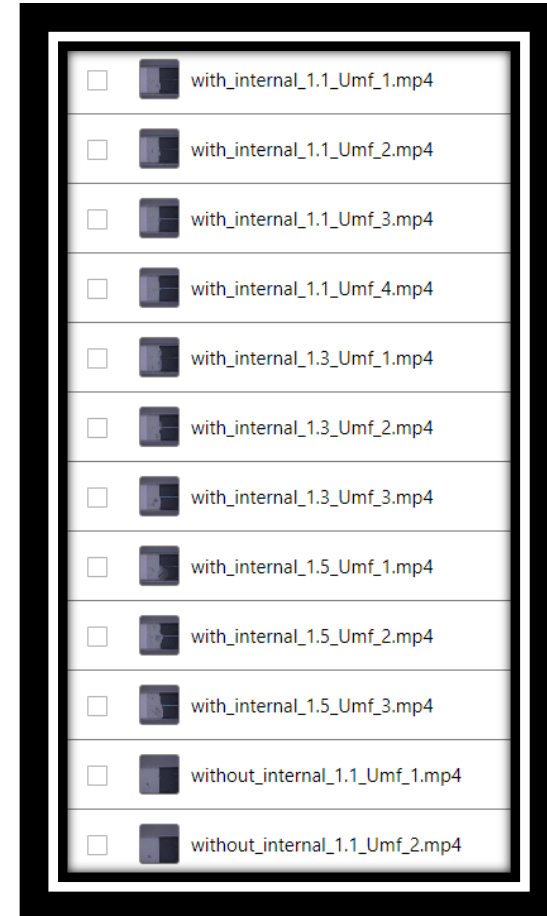 with_internal_1.1_Umf_1.mp4
with_internal_1.1_Umf_2.mp4
with_internal_1.1_Umf_3.mp4
with_internal_1.1_Umf_4.mp4
with_internal_1.3_Umf_1.mp4
with_internal_1.3_Umf_2.mp4
with_internal_1.3_Umf_3.mp4
with_internal_1.5_Umf_1.mp4
with_internal_1.5_Umf_2.mp4
with_internal_1.5_Umf_3.mp4
without_internal_1.1_Umf_1.mp4
without_internal_1.1_Umf_2.mp4